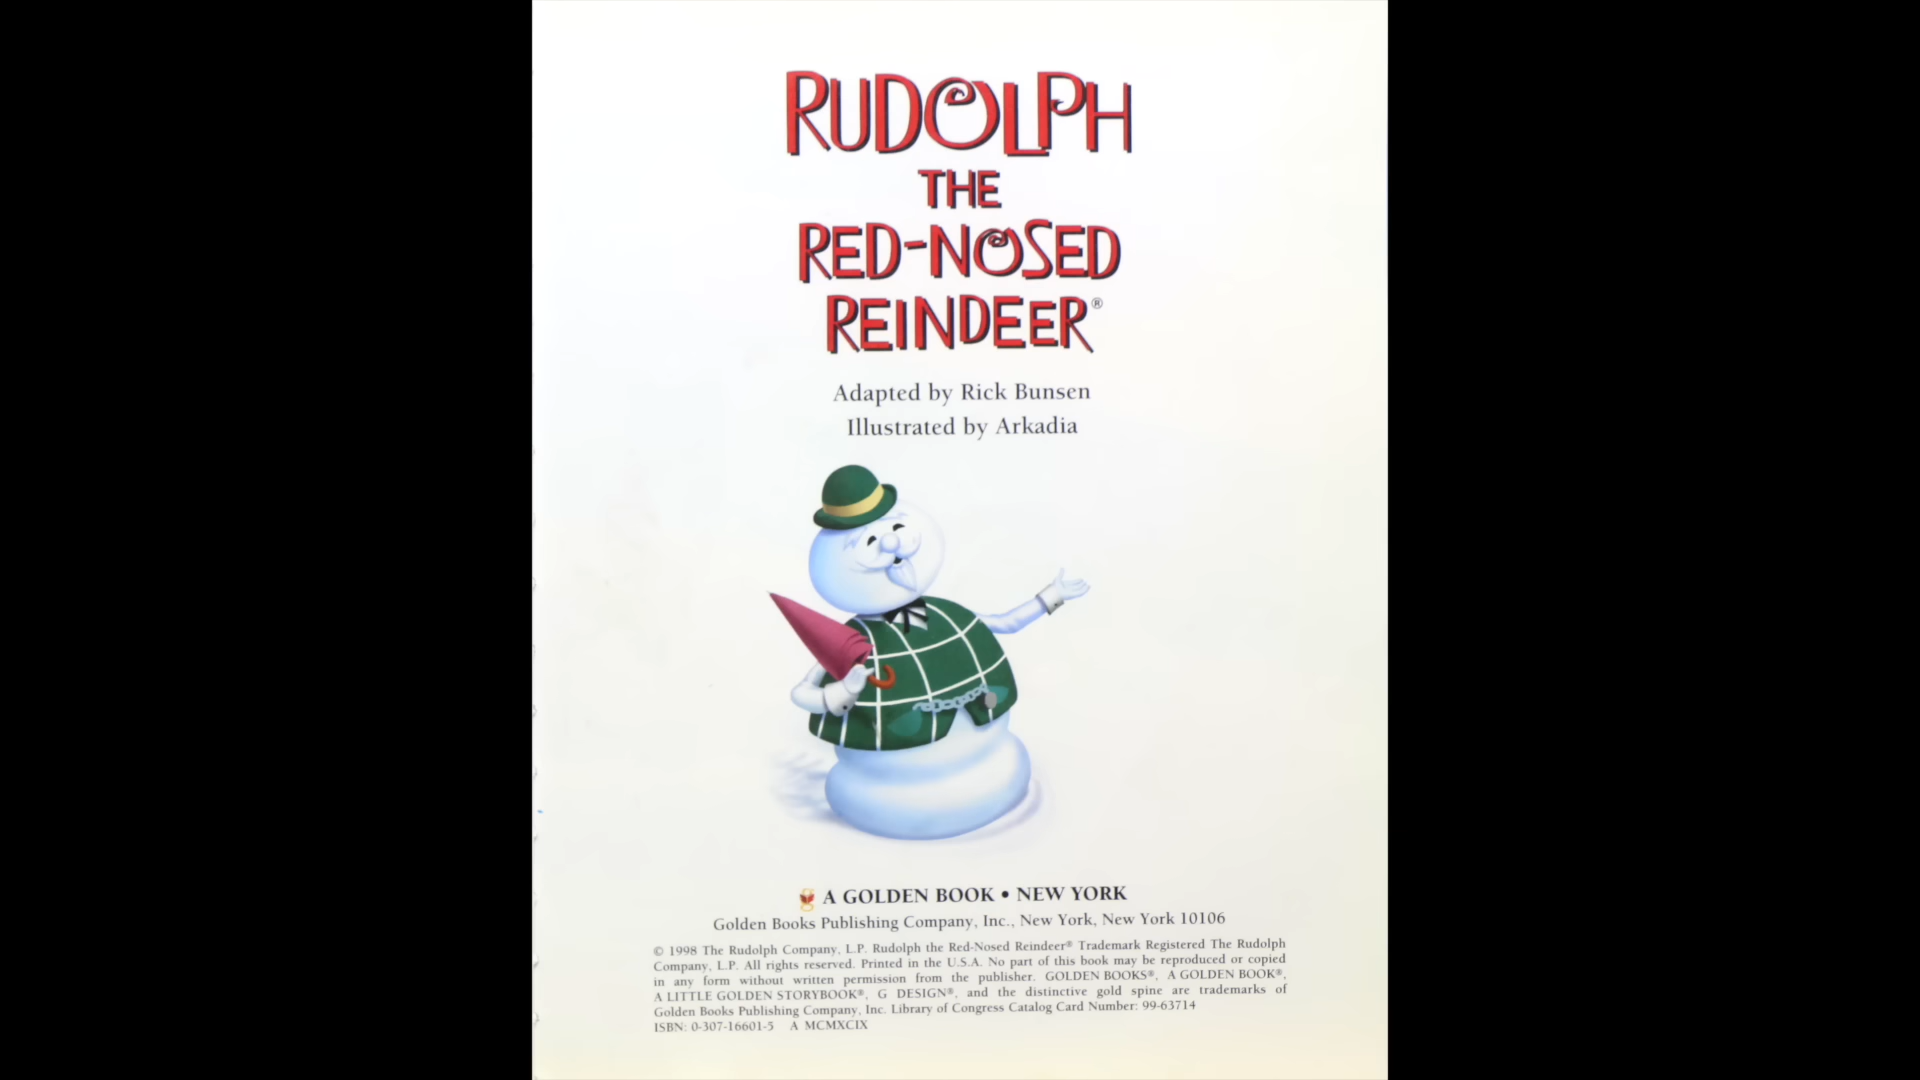 RUDOLPH
THE
RED-NOSED
REINDEER®
Adapted by Rick Bunsen
Illustrated by Arkadia
A GOLDEN BOOK • NEW YORK
Golden Books Publishing Company, Inc., New York, New York 10106
© 1998 The Rudolph Company, L.P. Rudolph the Red-Nosed Reindeer® Trademark Registered The Rudolph
Company, L.P. All rights reserved. Printed in the U.S.A. No part of this book may be reproduced or copied
in any form without written permission from the publisher. GOLDEN BOOKS®, A GOLDEN BOOK®,
A LITTLE GOLDEN STORYBOOK®, G DESIGN®, and the distinctive gold spine are trademarks of
Golden Books Publishing Company, Inc. Library of Congress Catalog Card Number: 99-63714
ISBN: 0-307-16601-5 A MCMXCIX